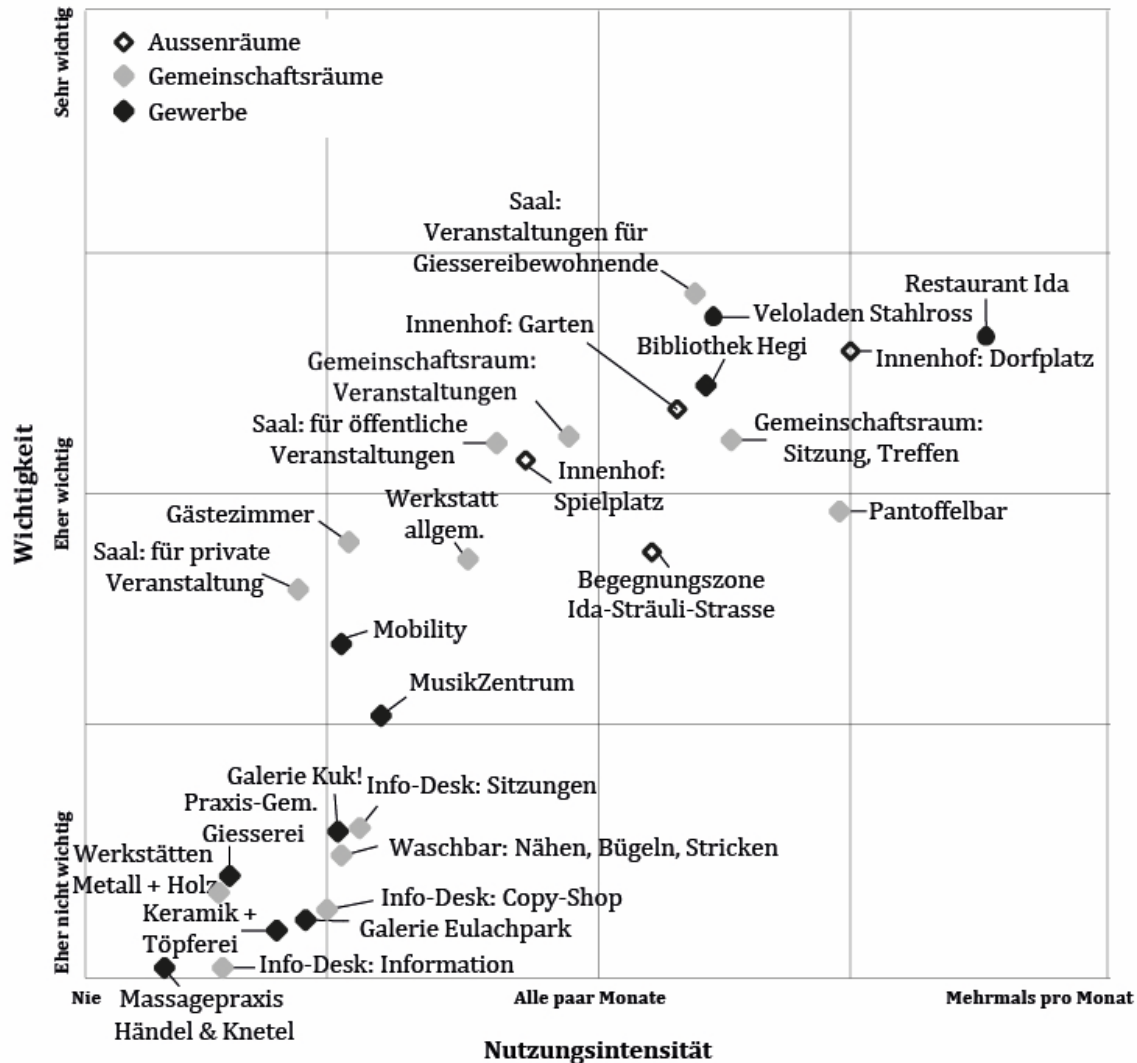 Sehr wichtig
Aussenräume
Gemeinschaftsräume
Gewerbe
Saal:
Veranstaltungen für
Giessereibewohnende
Restaurant Ida
Veloladen Stahlross
Innenhof: Garten
Bibliothek Hegi
Innenhof: Dorfplatz
Gemeinschaftsraum:
Veranstaltungen
Saal: für öffentliche
Veranstaltungen
Gemeinschaftsraum:
Sitzung, Treffen
Wichtigkeit
Eher wichtig
Innenhof:
Spielplatz
Werkstatt
allgem.
Gästezimmer
Pantoffelbar
Saal: für private
Veranstaltung
Begegnungszone
Ida-Sträuli-Strasse
Mobility
MusikZentrum
Galerie Kuk!
Info-Desk: Sitzungen
Praxis-Gem.
Giesserei
Waschbar: Nähen, Bügeln, Stricken
Werkstätten
Metall + Holz
Eher nicht wichtig
Info-Desk: Copy-Shop
Keramik +
Töpferei
Galerie Eulachpark
Info-Desk: Information
Massagepraxis
Händel & Knetel
Nie
Alle paar Monate
Mehrmals pro Monat
Nutzungsintensität